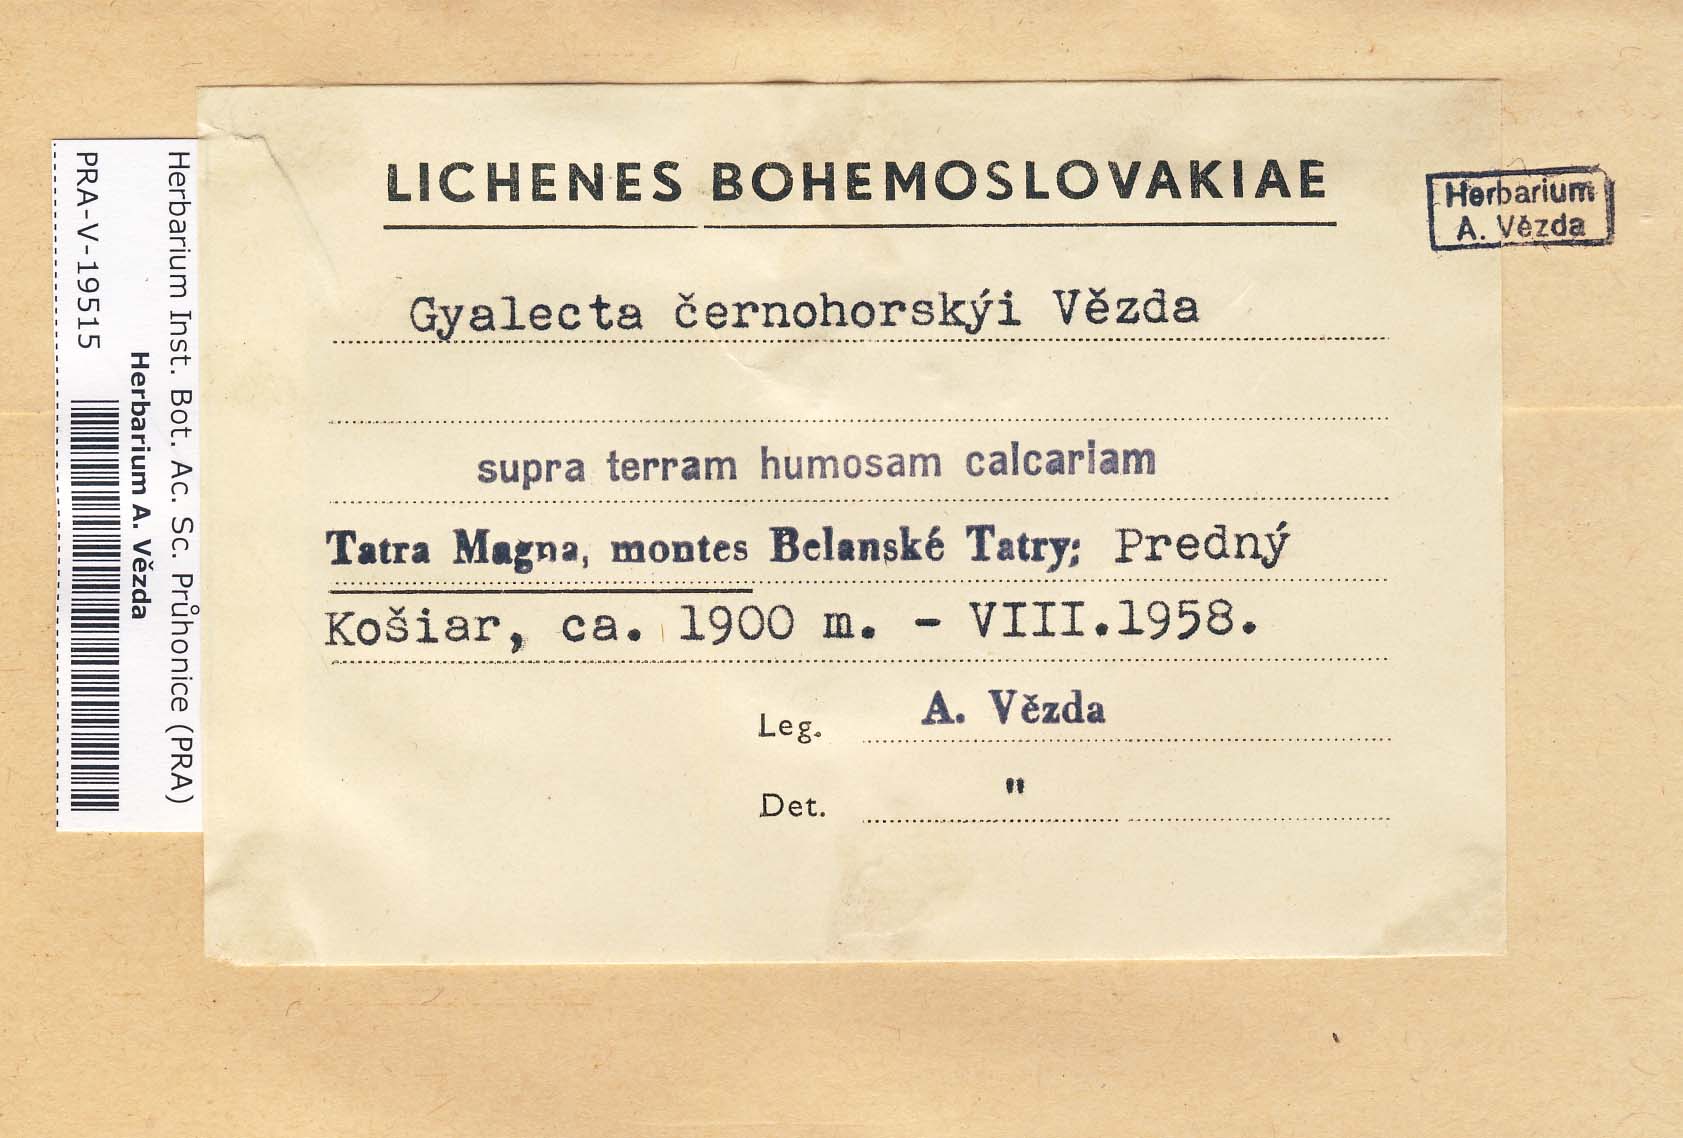 LICHENES BOHEMOSLOVAKIAE
Herbarium
A. Vězda
Gyalecta černohorskýi Vězda
supra terram humosam calcariam
Tatra Magna, montes Belanské Tatry; Predný
Košiar, ca. 1900 m. - VIII.1958.
Leg. A. Vězda
Det. "
Herbarium Inst. Bot. Ac. Sc. Průhonice (PRA)
Herbarium A. Vězda
PRA-V-19515